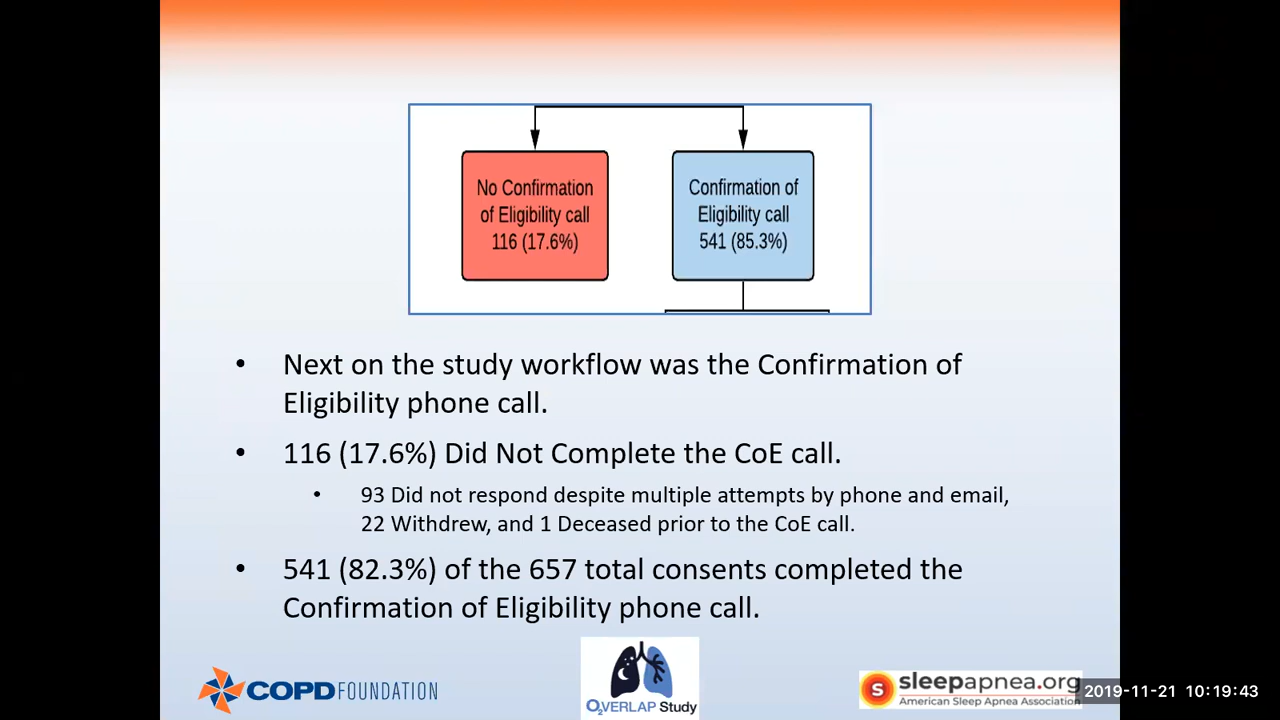 No Confirmation
of Eligibility call
116 (17.6%)
Confirmation of
Eligibility call
541 (85.3%)
• Next on the study workflow was the Confirmation of
Eligibility phone call.
• 116 (17.6%) Did Not Complete the CoE call.
• 93 Did not respond despite multiple attempts by phone and email,
22 Withdrew, and 1 Deceased prior to the CoE call.
• 541 (82.3%) of the 657 total consents completed the
Confirmation of Eligibility phone call.
COPD FOUNDATION
O2VERLAP Study
S
sleepapnea.org
American Sleep Apnea Association
2019-11-21 10:19:43